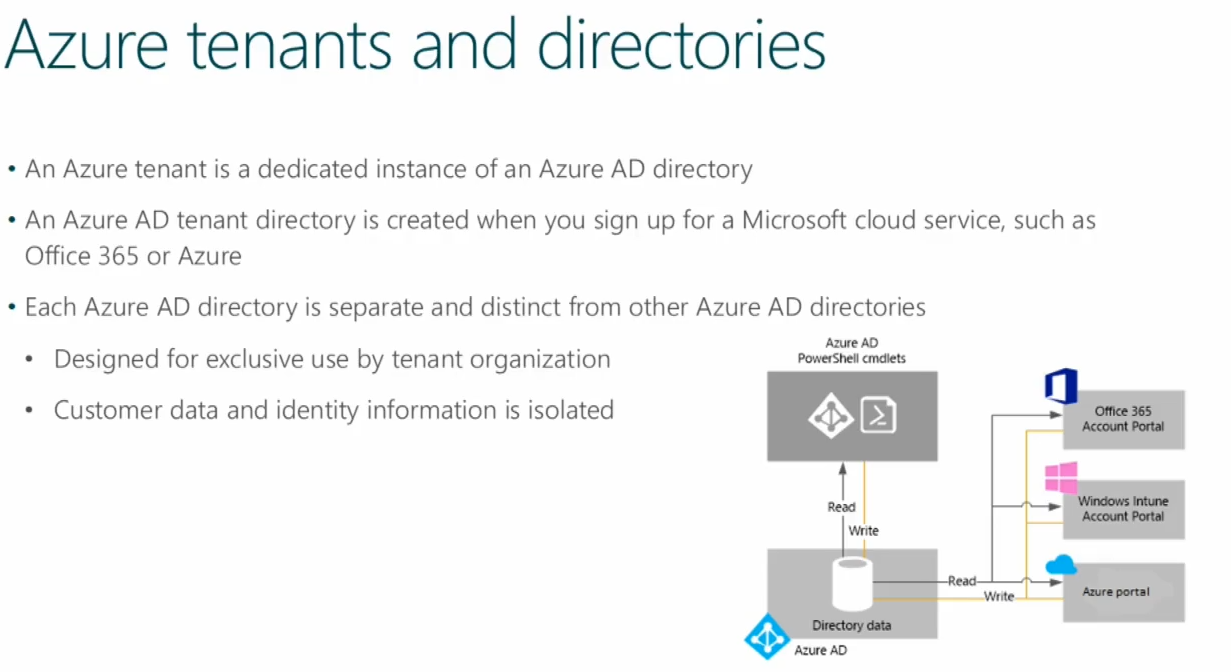 Azure tenants and directories
• An Azure tenant is a dedicated instance of an Azure AD directory
• An Azure AD tenant directory is created when you sign up for a Microsoft cloud service, such as
Office 365 or Azure
• Each Azure AD directory is separate and distinct from other Azure AD directories
• Designed for exclusive use by tenant organization
• Customer data and identity information is isolated
Azure AD
PowerShell cmdlets
Read
Write
Directory data
Azure AD
Read
Write
Office 365
Account Portal
Windows Intune
Account Portal
Azure portal